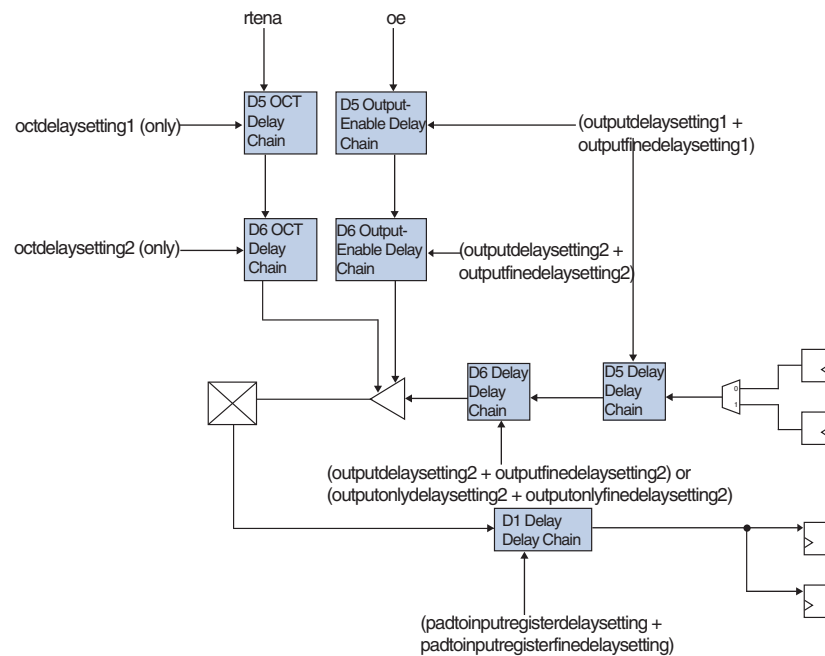 rtena
oe
D5 OCT
Delay
Chain
D5 Output-
Enable Delay
Chain
octdelaysetting1 (only)
(outputdelaysetting1 +
outputfinedelaysetting1)
D6 OCT
Delay
Chain
D6 Output-
Enable Delay
Chain
octdelaysetting2 (only)
(outputdelaysetting2 +
outputfinedelaysetting2)
D6 Delay
Delay
Chain
D5 Delay
Delay
Chain
0
1
(outputdelaysetting2 + outputfinedelaysetting2) or
(outputonlydelaysetting2 + outputonlyfinedelaysetting2)
D1 Delay
Delay Chain
(padtoinputregisterdelaysetting +
padtoinputregisterfinedelaysetting)